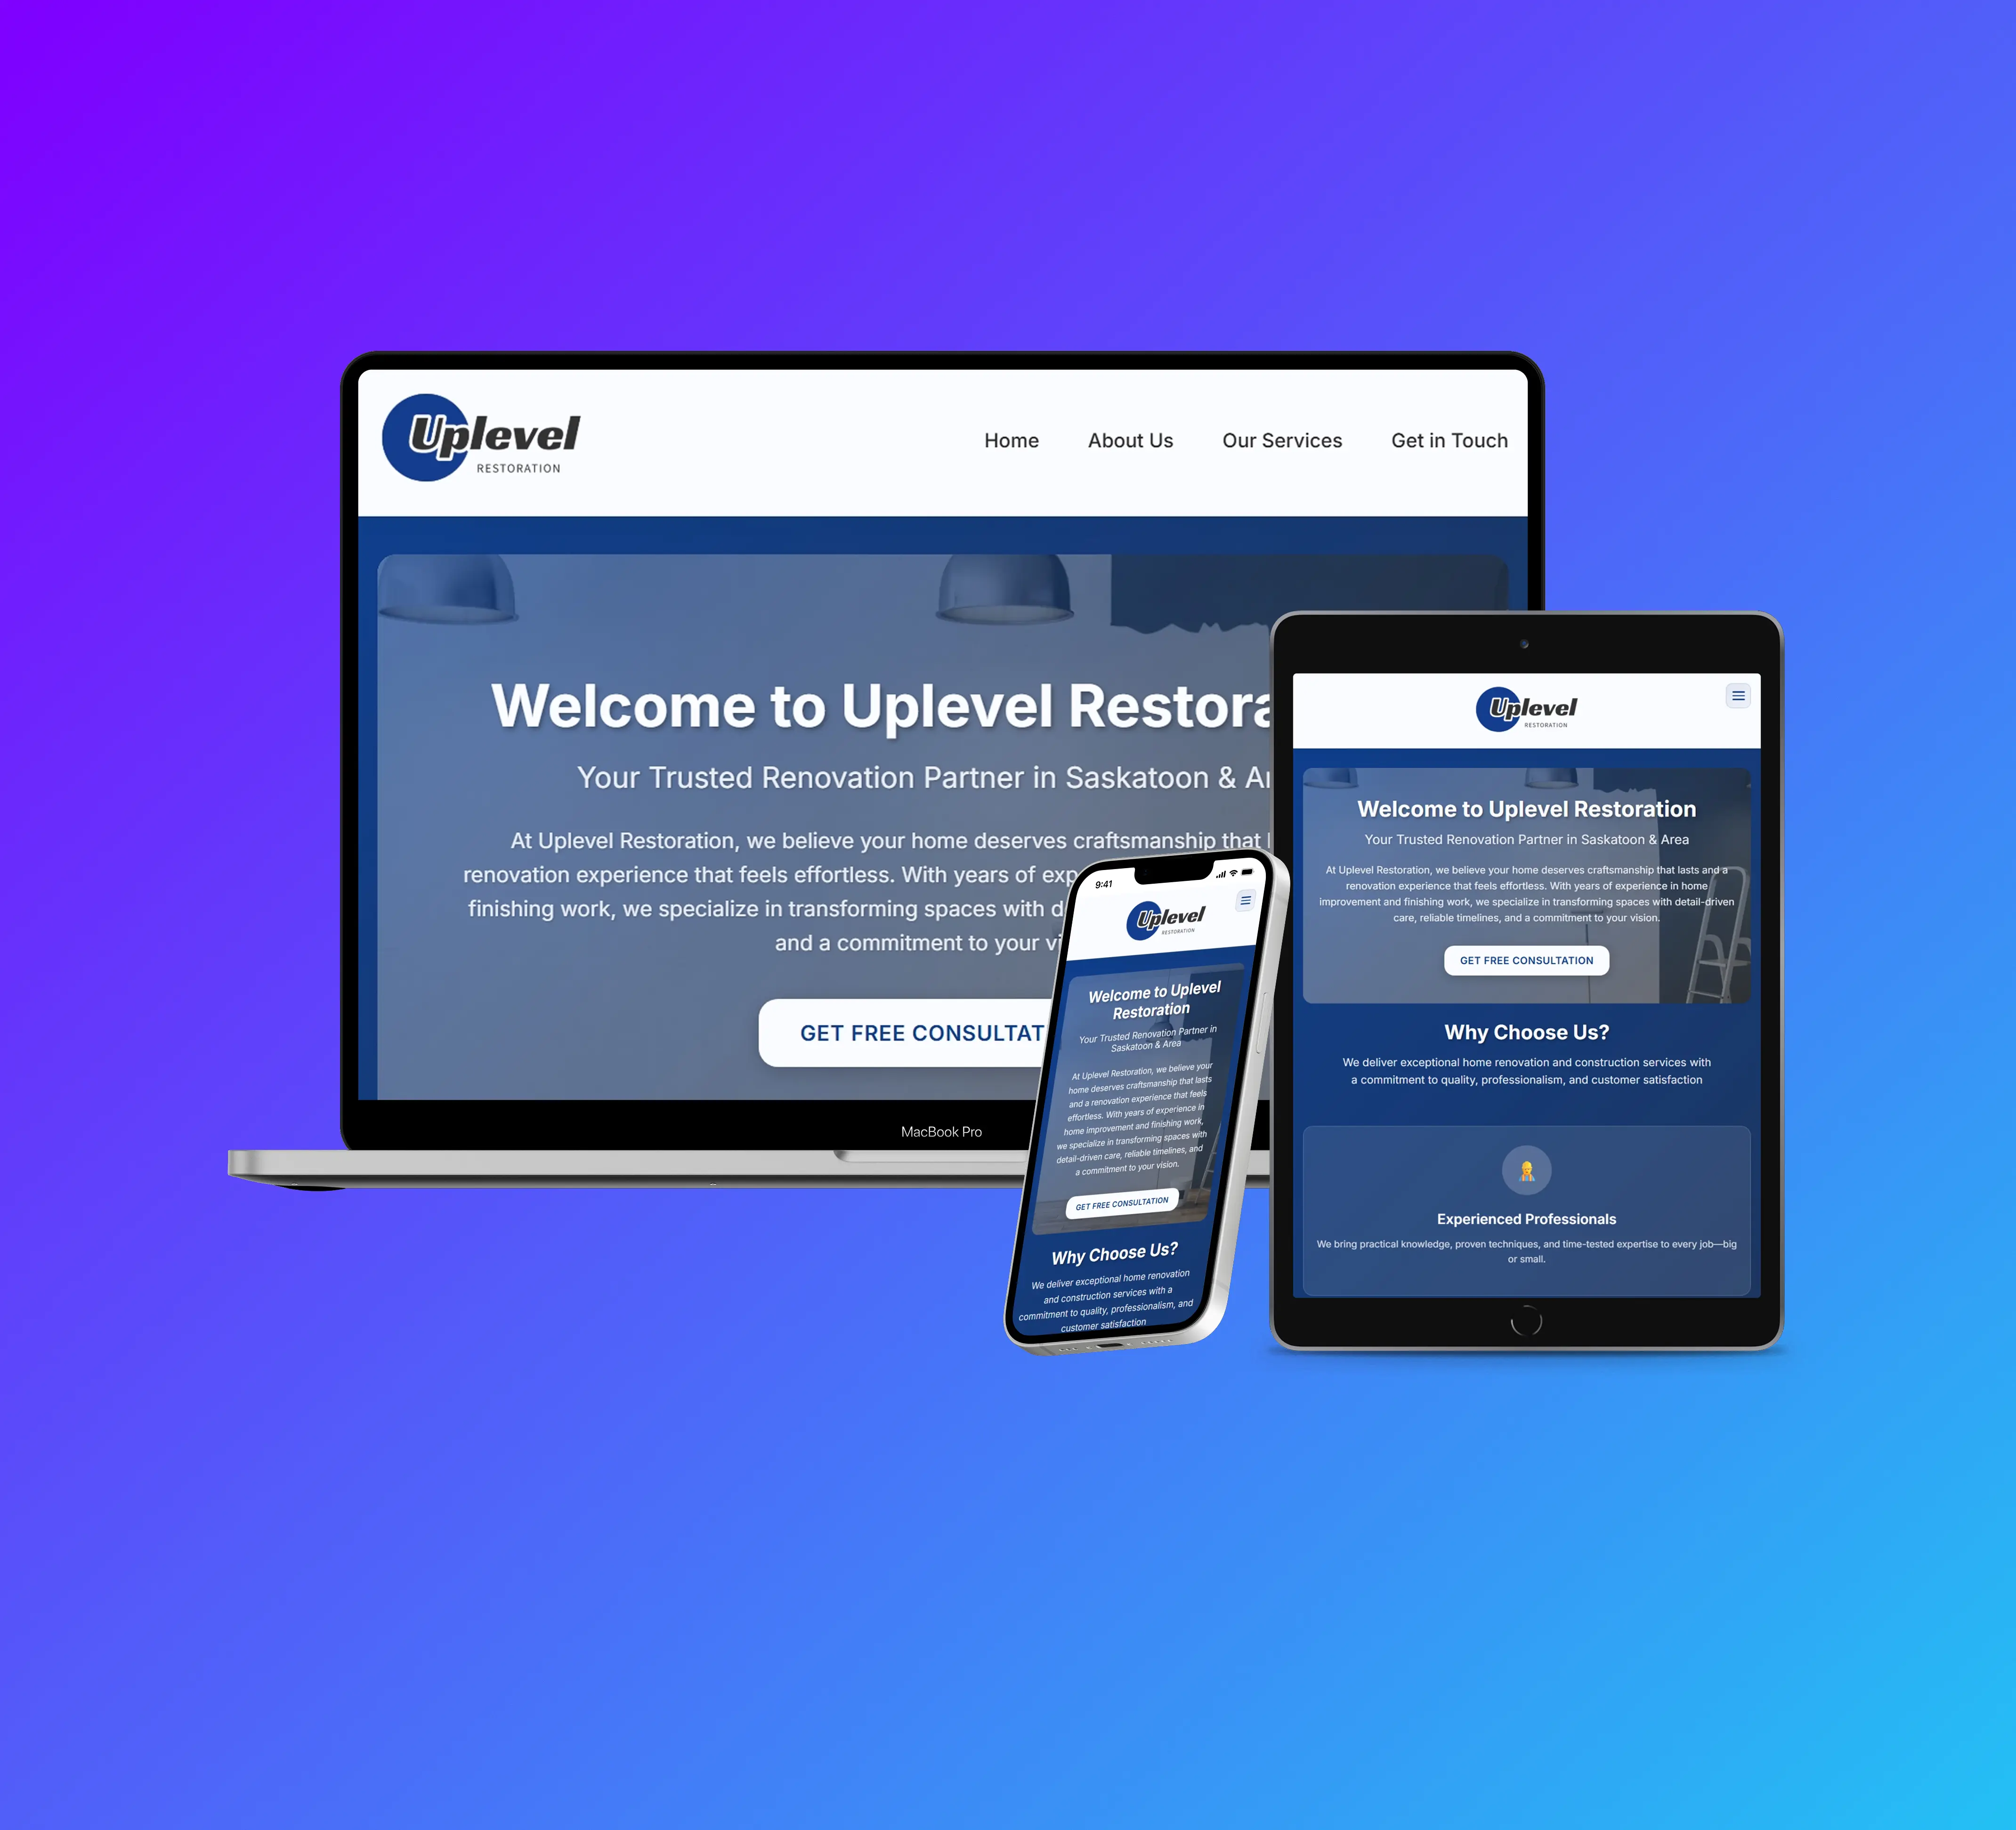 Uplevel
RESTORATION
Home About Us Our Services Get in Touch
Welcome to Uplevel Restora
Your Trusted Renovation Partner in Saskatoon &
At Uplevel Restoration, we believe your home deserves craftsmanship that
renovation experience that feels effortless. With years of exp
finishing work, we specialize in transforming spaces with d
and a commitment to your vi
GET FREE CONSULTAT
MacBook Pro
9:41
Uplevel
RESTORATION
Welcome to Uplevel
Restoration
Your Trusted Renovation Partner in
Saskatoon & Area
At Uplevel Restoration, we believe your
home deserves craftsmanship that lasts
and a renovation experience that feels
effortless. With years of experience in
home improvement and finishing work,
we specialize in transforming spaces with
detail-driven care, reliable timelines, and
a commitment to your vision.
GET FREE CONSULTATION
Why Choose Us?
We deliver exceptional home renovation
and construction services with a
commitment to quality, professionalism, and
customer satisfaction
Uplevel
RESTORATION
Welcome to Uplevel Restoration
Your Trusted Renovation Partner in Saskatoon & Area
At Uplevel Restoration, we believe your home deserves craftsmanship that lasts and a
renovation experience that feels effortless. With years of experience in home
improvement and finishing work, we specialize in transforming spaces with detail-driven
care, reliable timelines, and a commitment to your vision.
GET FREE CONSULTATION
Why Choose Us?
We deliver exceptional home renovation and construction services with
a commitment to quality, professionalism, and customer satisfaction
Experienced Professionals
We bring practical knowledge, proven techniques, and time-tested expertise to every job—big
or small.